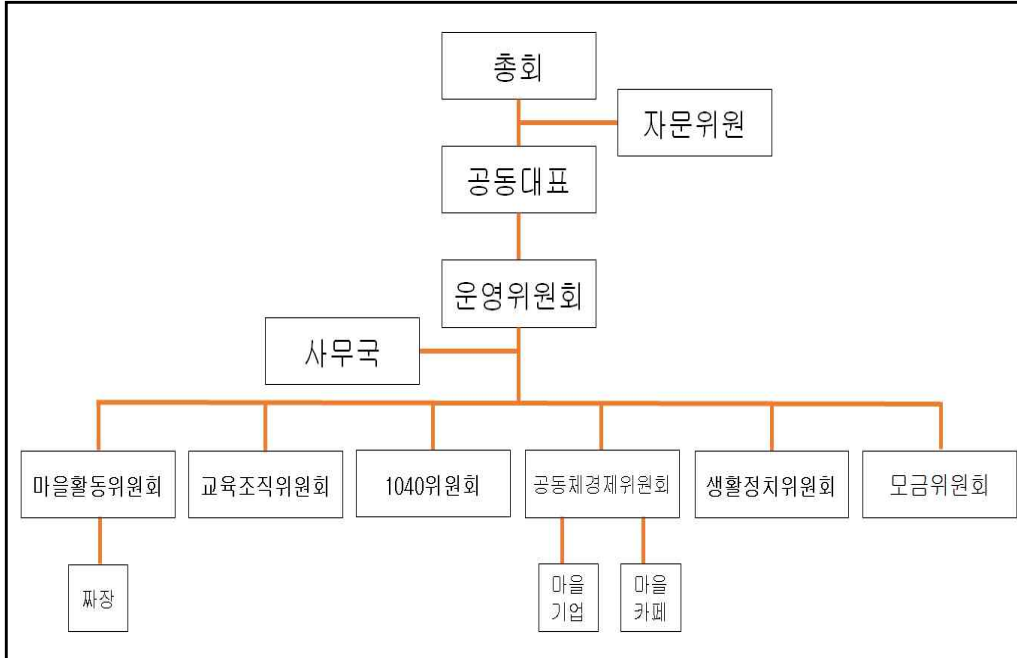 총회
자문위원
공동대표
운영위원회
사무국
마을활동위원회
교육조직위원회
1040위원회
공동체경제위원회
생활정치위원회
모금위원회
짜장
마을
기업
마을
카페